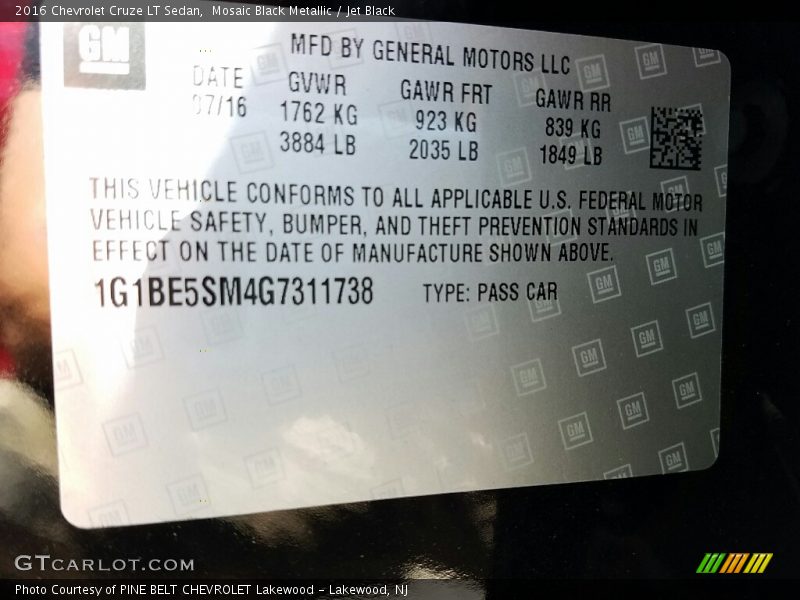 2016 Chevrolet Cruze LT Sedan,  Mosaic Black Metallic / Jet Black
GM
MFD BY GENERAL MOTORS LLC
DATE GVWR GAWR FRT GAWR RR
07/16 1762 KG 923 KG 839 KG
3884 LB 2035 LB 1849 LB
THIS VEHICLE CONFORMS TO ALL APPLICABLE U.S. FEDERAL MOTOR
VEHICLE SAFETY, BUMPER, AND THEFT PREVENTION STANDARDS IN
EFFECT ON THE DATE OF MANUFACTURE SHOWN ABOVE.
1G1BE5SM4G7311738 TYPE: PASS CAR
GTCARLOT.COM
Photo Courtesy of PINE BELT CHEVROLET Lakewood - Lakewood, NJ